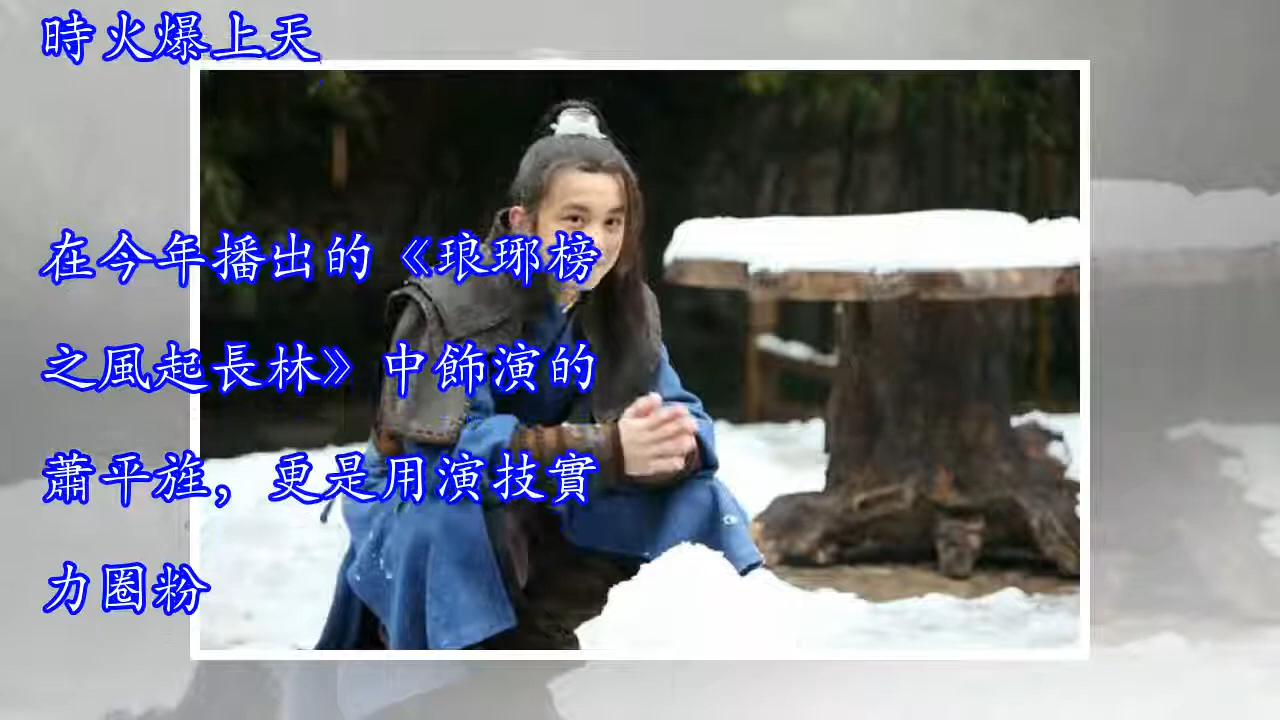 時火爆上天
在今年播出的《琅琊榜
之風起長林》中飾演的
蕭平旌，更是用演技實
力圈粉